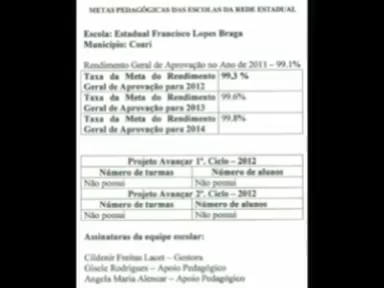 METAS PEDAGÓGICAS DAS ESCOLAS DA REDE ESTADUAL
Escola: Estadual Francisco Lopes Braga
Município: Coari
Rendimento Geral de Aprovação no Ano de 2011 – 99.1%
Taxa da Meta do Rendimento Geral de Aprovação para 2012 99,3 %
Taxa da Meta do Rendimento Geral de Aprovação para 2013 99.6%
Taxa da Meta do Rendimento Geral de Aprovação para 2014 99.8%
Projeto Avançar 1º. Ciclo – 2012
Número de turmas Número de alunos
Não possui Não possui
Projeto Avançar 2º. Ciclo – 2012
Número de turmas Número de alunos
Não possui Não possui
Assinaturas da equipe escolar:
Cildenir Freitas Lacet – Gestora
Gisele Rodrigues – Apoio Pedagógico
Angela Maria Alencar – Apoio Pedagógico